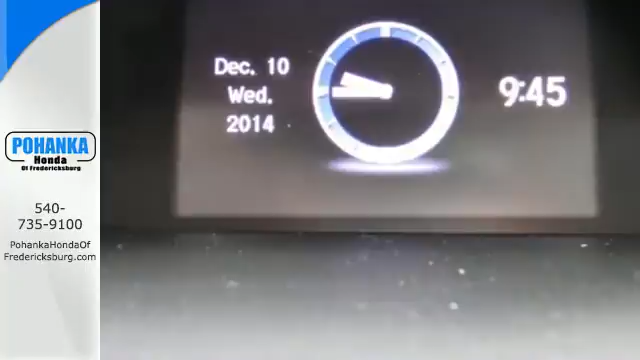 POHANKA
Honda
Of Fredericksburg
540-
735-9100
PohankaHondaOf
Fredericksburg.com
Dec. 10
Wed.
2014
9:45